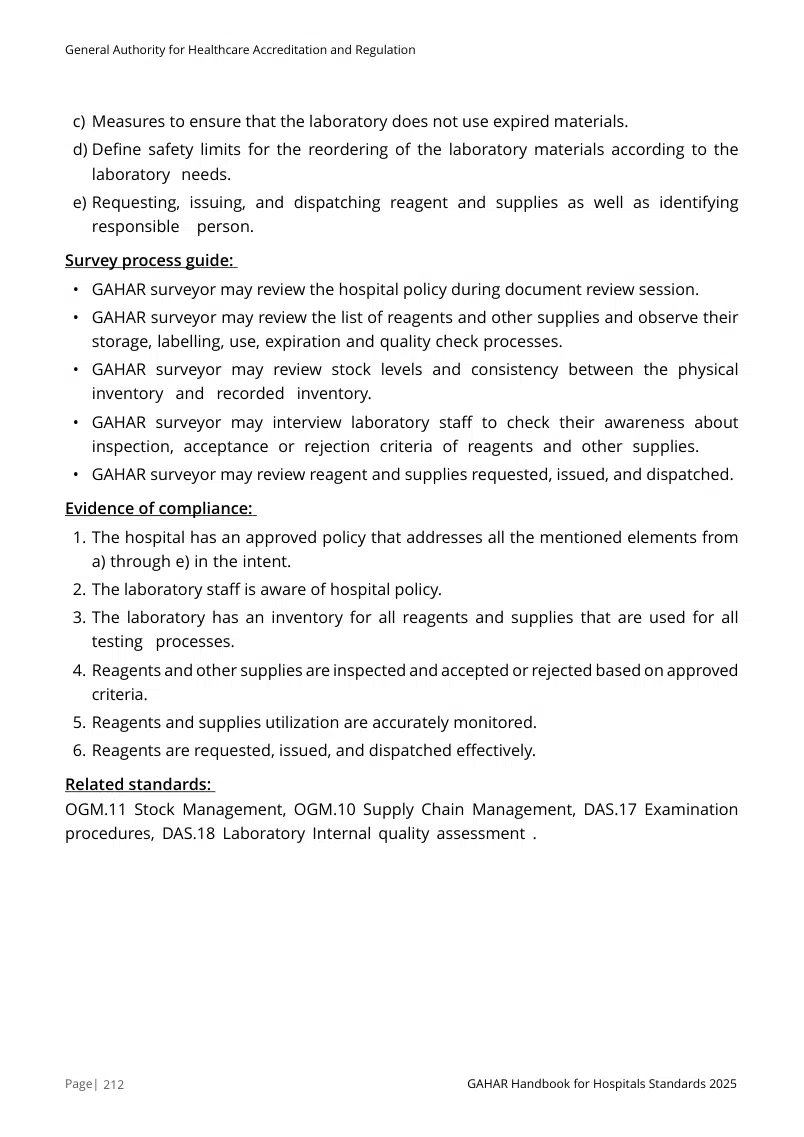 General Authority for Healthcare Accreditation and Regulation
c) Measures to ensure that the laboratory does not use expired materials.
d) Define safety limits for the reordering of the laboratory materials according to the
laboratory needs.
e) Requesting, issuing, and dispatching reagent and supplies as well as identifying
responsible person.
Survey process guide:
• GAHAR surveyor may review the hospital policy during document review session.
• GAHAR surveyor may review the list of reagents and other supplies and observe their
storage, labelling, use, expiration and quality check processes.
• GAHAR surveyor may review stock levels and consistency between the physical
inventory and recorded inventory.
• GAHAR surveyor may interview laboratory staff to check their awareness about
inspection, acceptance or rejection criteria of reagents and other supplies.
• GAHAR surveyor may review reagent and supplies requested, issued, and dispatched.
Evidence of compliance:
1. The hospital has an approved policy that addresses all the mentioned elements from
a) through e) in the intent.
2. The laboratory staff is aware of hospital policy.
3. The laboratory has an inventory for all reagents and supplies that are used for all
testing processes.
4. Reagents and other supplies are inspected and accepted or rejected based on approved
criteria.
5. Reagents and supplies utilization are accurately monitored.
6. Reagents are requested, issued, and dispatched effectively.
Related standards:
OGM.11 Stock Management, OGM.10 Supply Chain Management, DAS.17 Examination
procedures, DAS.18 Laboratory Internal quality assessment .
Page| 212
GAHAR Handbook for Hospitals Standards 2025